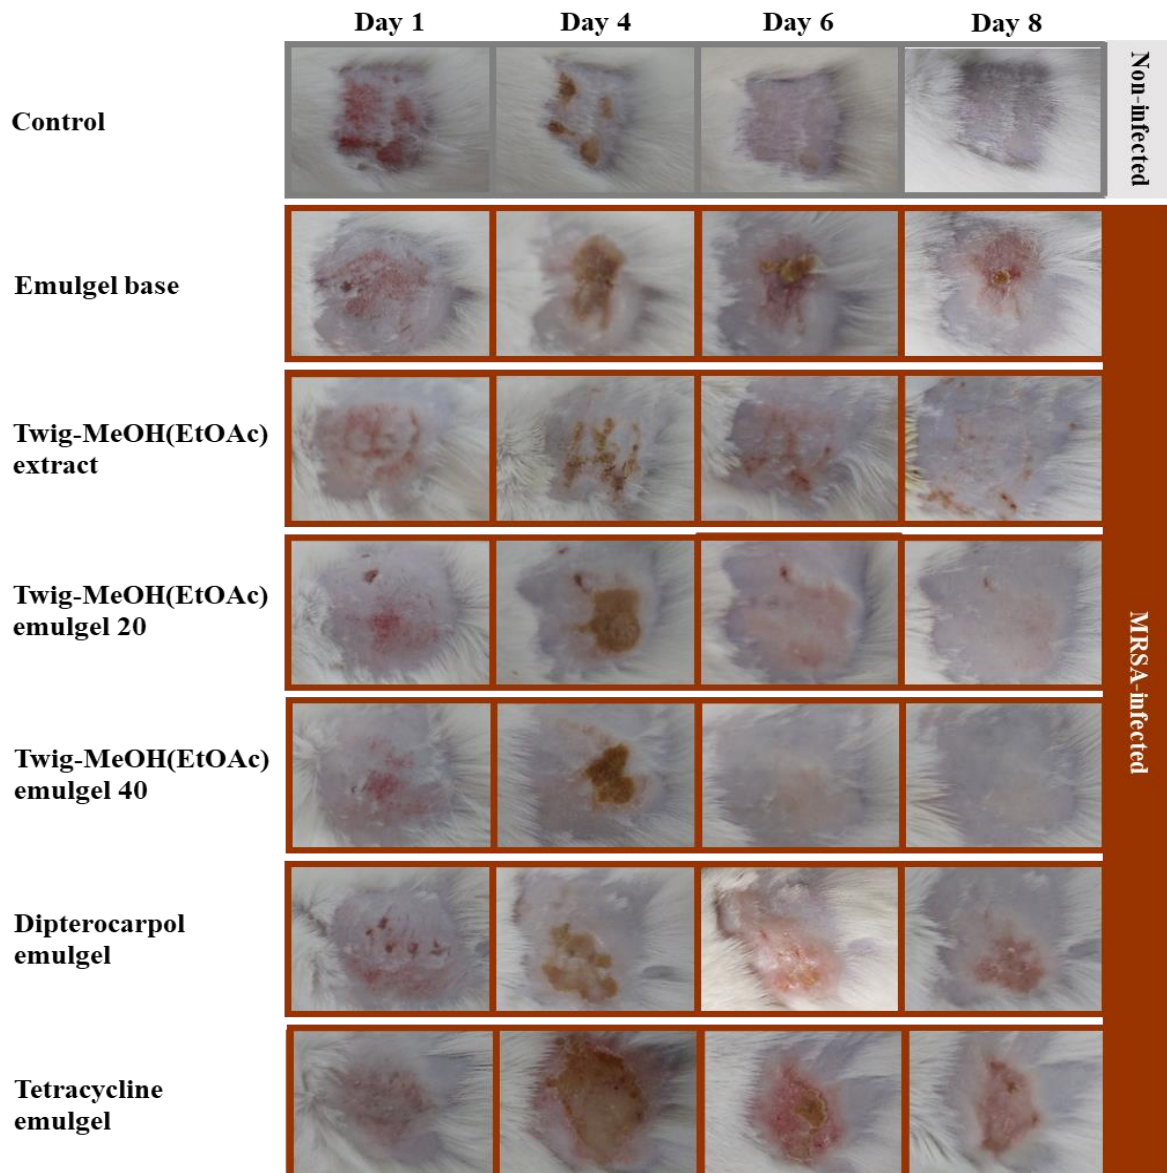 Day 1 Day 4 Day 6 Day 8
Control
Non-infected
Emulgel base
Twig-MeOH(EtOAc)
extract
Twig-MeOH(EtOAc)
emulgel 20
MRSA-infected
Twig-MeOH(EtOAc)
emulgel 40
Dipterocarpol
emulgel
Tetracycline
emulgel